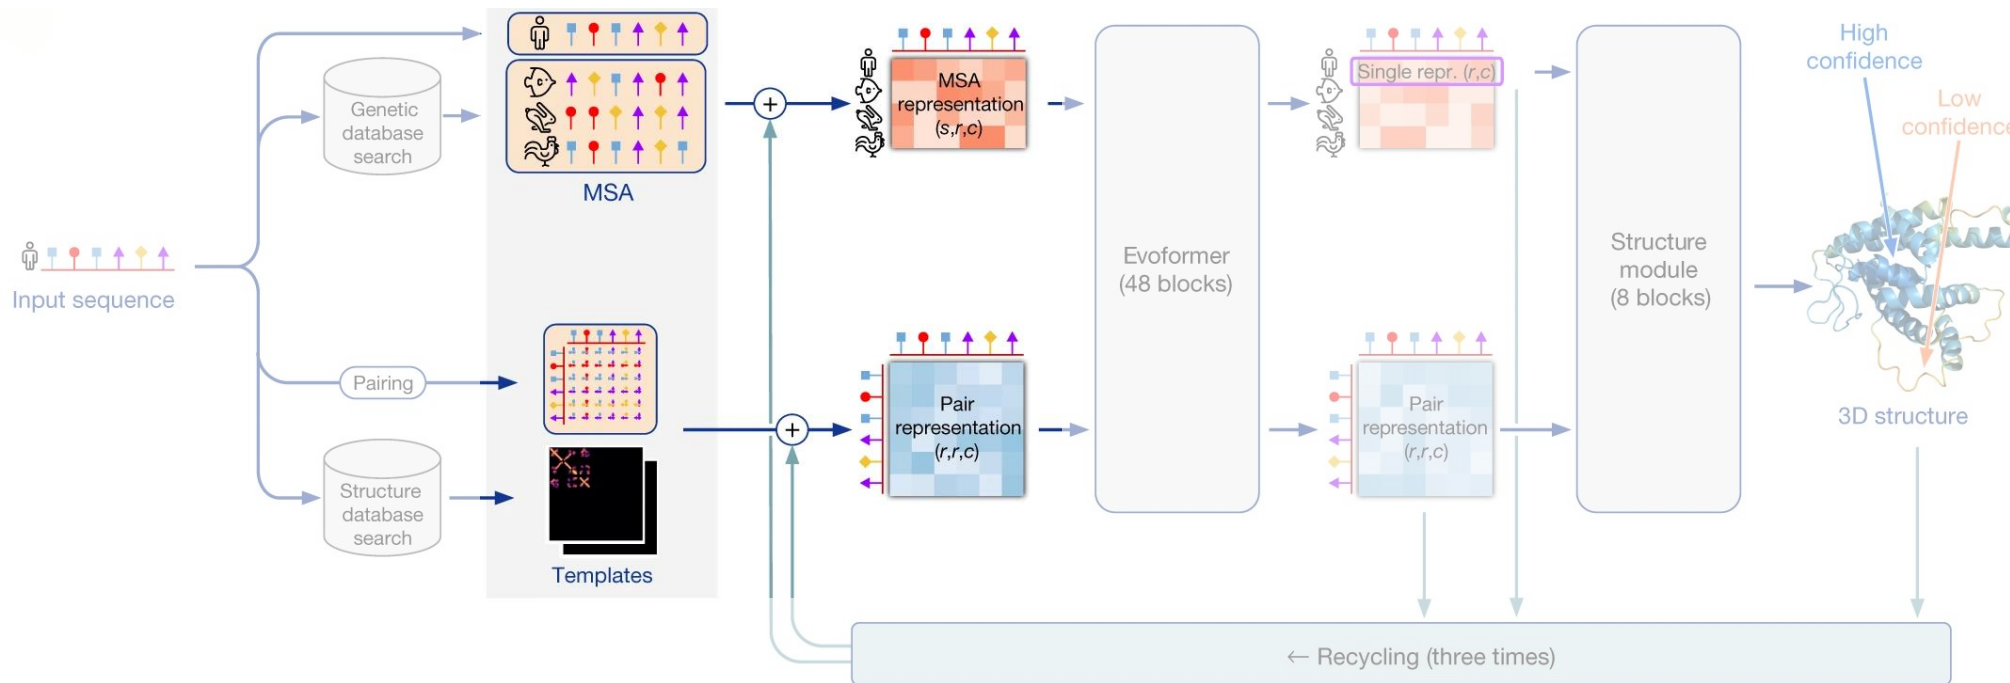 Input sequence
Genetic
database
search
MSA
Pairing
Structure
database
search
Templates
+
+
MSA
representation
(s,r,c)
Pair
representation
(r,r,c)
Evoformer
(48 blocks)
Single repr. (r,c)
Pair
representation
(r,r,c)
Structure
module
(8 blocks)
High
confidence
Low
confidence
3D structure
← Recycling (three times)